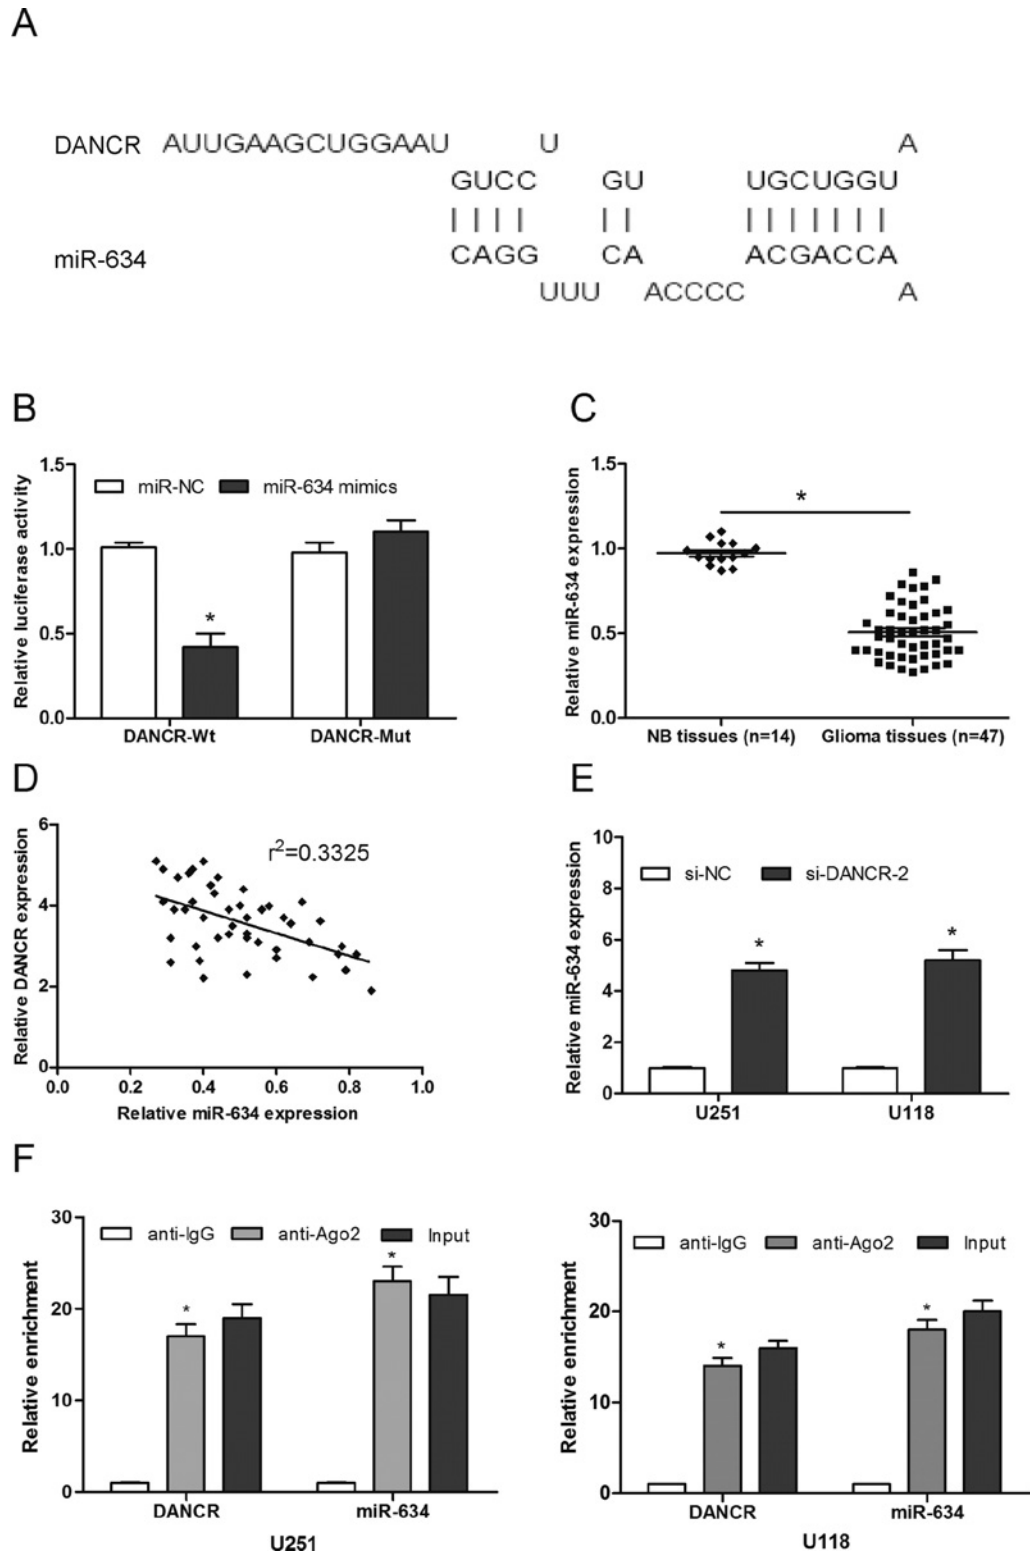 A
DANCR AUUGAAGCUGGAAU U A
GUCC GU UGCUGGU
miR-634 CAGG CA ACGACCA
UUU ACCCC A
B
Relative luciferase activity
1.5
1.0
0.5
0.0
miR-NC miR-634 mimics
*
DANCR-Wt DANCR-Mut
C
Relative miR-634 expression
1.5
1.0
0.5
0.0
*
NB tissues (n=14) Glioma tissues (n=47)
D
Relative DANCR expression
6
4
2
0
r²=0.3325
0.0 0.2 0.4 0.6 0.8 1.0
Relative miR-634 expression
E
Relative miR-634 expression
10
8
6
4
2
0
si-NC si-DANCR-2
* *
U251 U118
F
Relative enrichment
30
20
10
0
anti-IgG anti-Ago2 Input
* *
DANCR miR-634
U251
Relative enrichment
30
20
10
0
anti-IgG anti-Ago2 Input
* *
DANCR miR-634
U118